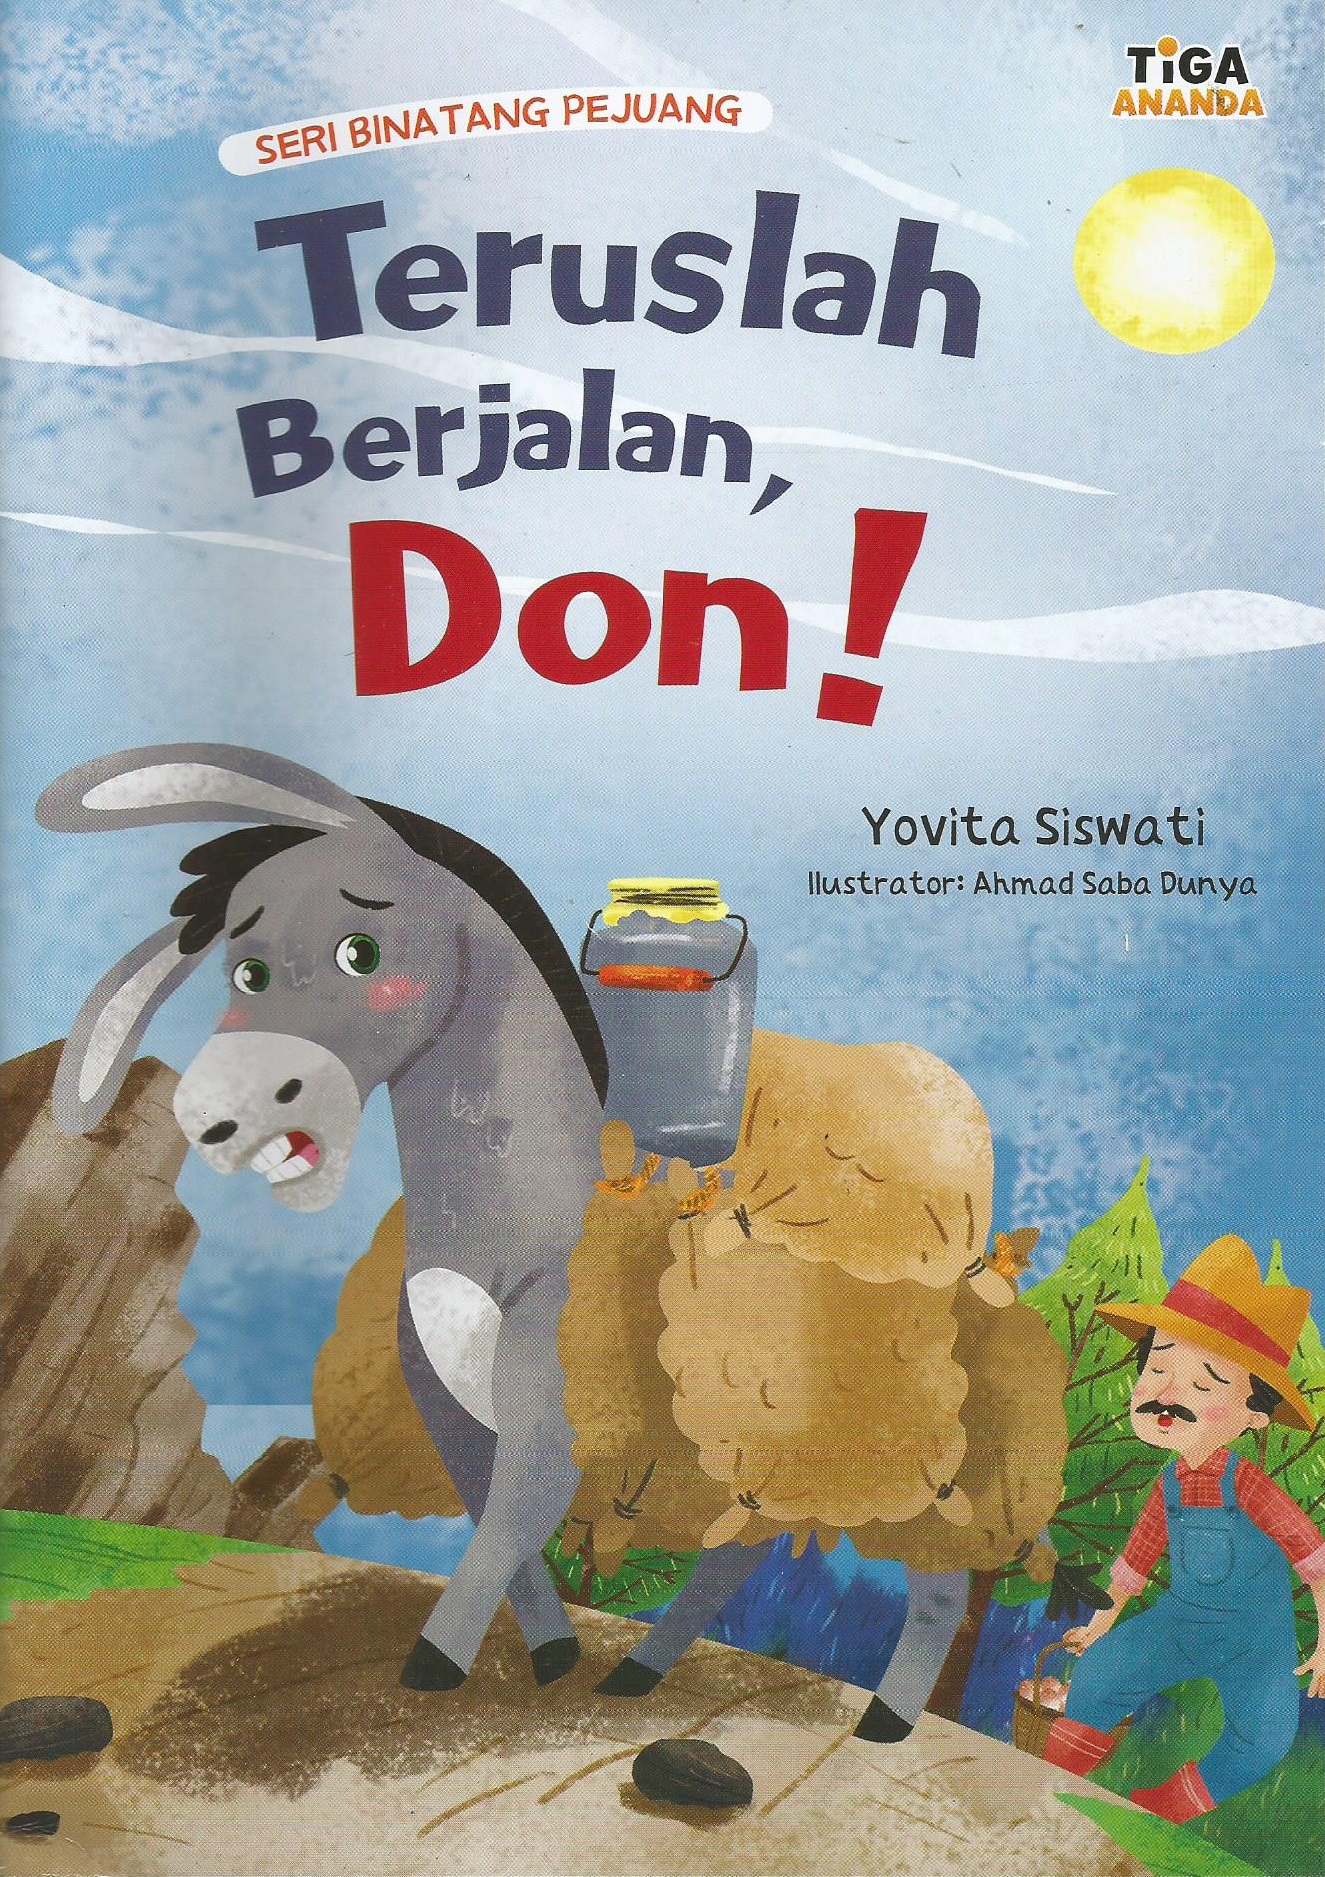 TiGA
ANANDA
SERI BINATANG PEJUANG
Teruslah
Berjalan,
Don!
Yovita Siswati
Ilustrator: Ahmad Saba Dunya